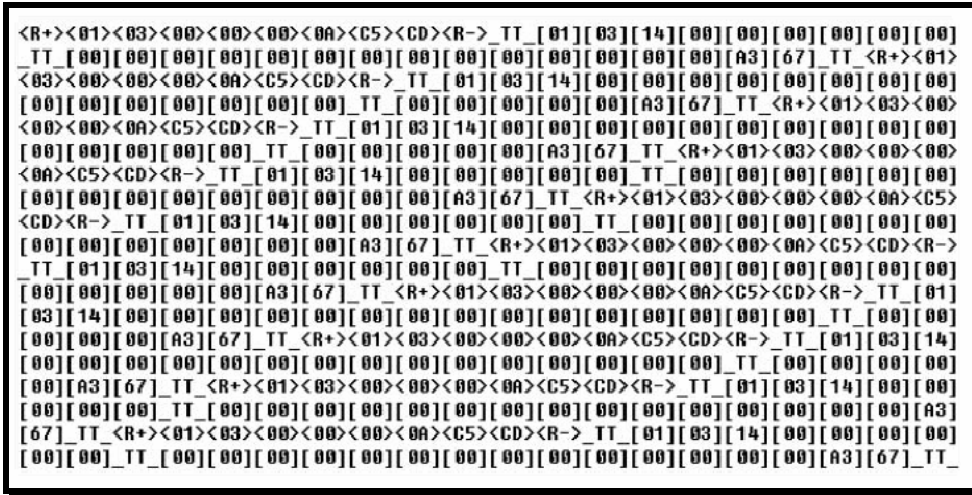 <R+><01><03><00><00><00><0A><C5><CD><R->_TT_[01][03][14][00][00][00][00][00][00]
_TT_[00][00][00][00][00][00][00][00][00][00][00][00][00][00][A3][67]_TT_<R+><01>
<03><00><00><00><0A><C5><CD><R->_TT_[01][03][14][00][00][00][00][00][00][00][00]
[00][00][00][00][00][00][00]_TT_[00][00][00][00][00][A3][67]_TT_<R+><01><03><00>
<00><00><0A><C5><CD><R->_TT_[01][03][14][00][00][00][00][00][00][00][00][00][00]
[00][00][00][00][00]_TT_[00][00][00][00][00][A3][67]_TT_<R+><01><03><00><00><00>
<0A><C5><CD><R->_TT_[01][03][14][00][00][00][00][00]_TT_[00][00][00][00][00][00]
[00][00][00][00][00][00][00][00][00][A3][67]_TT_<R+><01><03><00><00><00><0A><C5>
<CD><R->_TT_[01][03][14][00][00][00][00][00][00]_TT_[00][00][00][00][00][00][00]
[00][00][00][00][00][00][00][A3][67]_TT_<R+><01><03><00><00><00><0A><C5><CD><R->
_TT_[01][03][14][00][00][00][00][00][00]_TT_[00][00][00][00][00][00][00][00][00]
[00][00][00][00][00][A3][67]_TT_<R+><01><03><00><00><00><0A><C5><CD><R->_TT_[01]
[03][14][00][00][00][00][00][00][00][00][00][00][00][00][00][00][00]_TT_[00][00]
[00][00][00][A3][67]_TT_<R+><01><03><00><00><00><0A><C5><CD><R->_TT_[01][03][14]
[00][00][00][00][00][00][00][00][00][00][00][00][00][00][00]_TT_[00][00][00][00]
[00][A3][67]_TT_<R+><01><03><00><00><00><0A><C5><CD><R->_TT_[01][03][14][00][00]
[00][00][00]_TT_[00][00][00][00][00][00][00][00][00][00][00][00][00][00][00][A3]
[67]_TT_<R+><01><03><00><00><00><0A><C5><CD><R->_TT_[01][03][14][00][00][00][00]
[00][00]_TT_[00][00][00][00][00][00][00][00][00][00][00][00][00][00][A3][67]_TT_